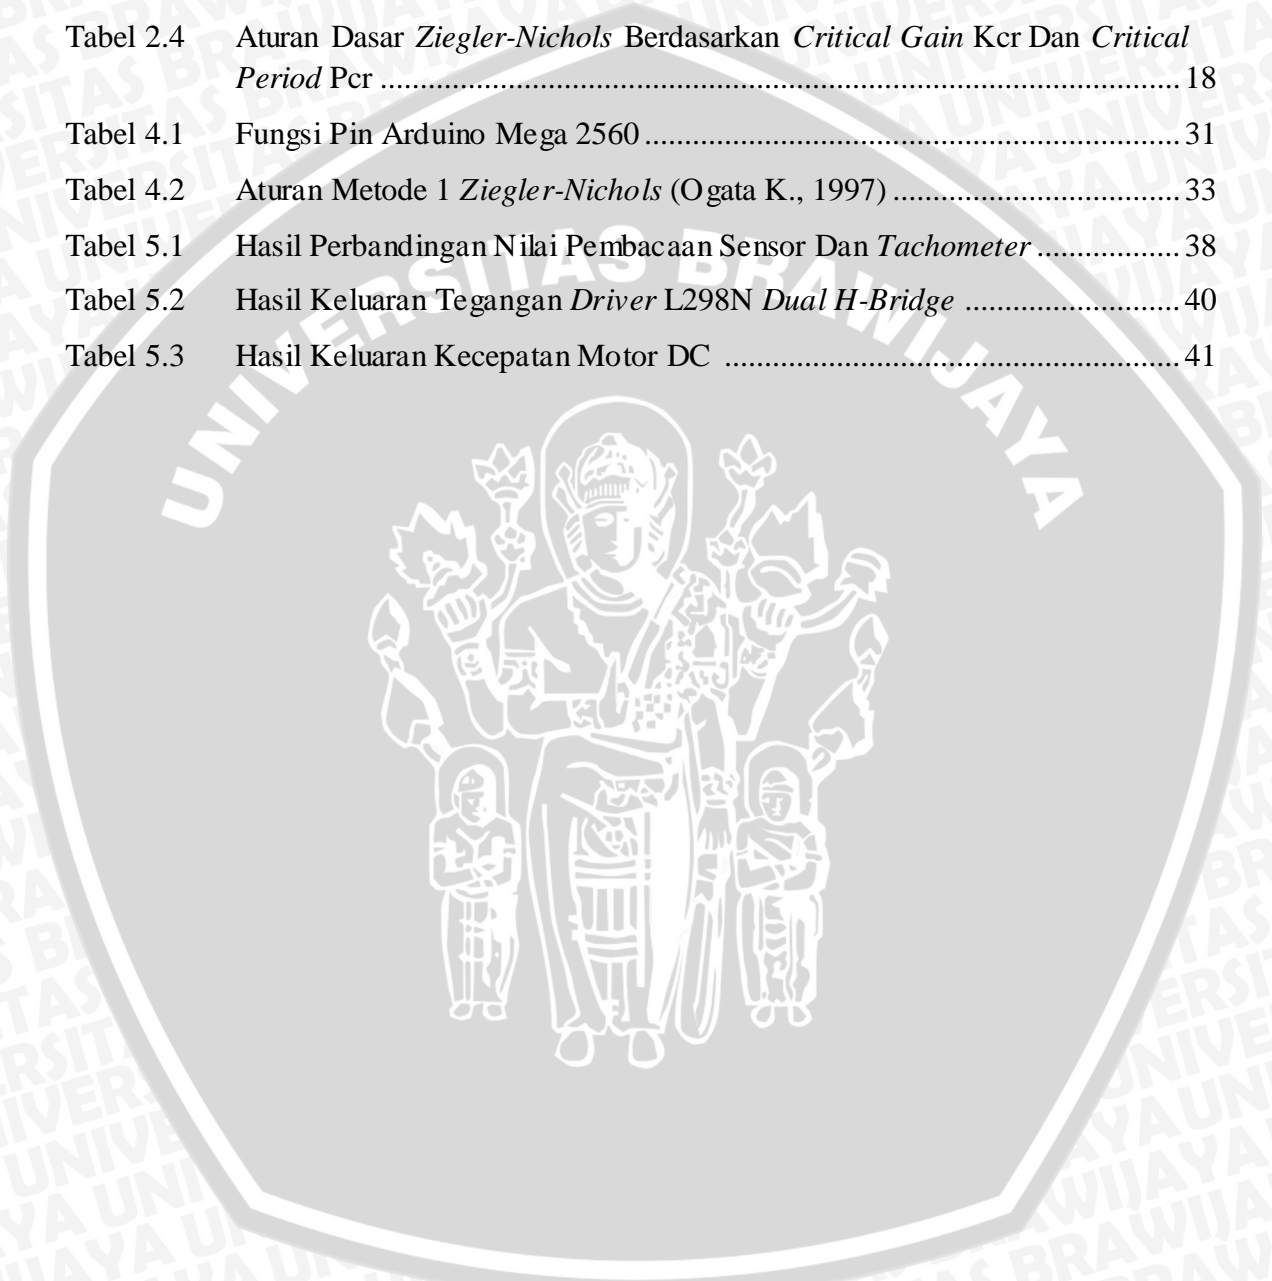 Tabel 2.4 Aturan Dasar Ziegler-Nichols Berdasarkan Critical Gain Kcr Dan Critical
Period Pcr ........................................................................................................ 18
Tabel 4.1 Fungsi Pin Arduino Mega 2560 ...................................................................... 31
Tabel 4.2 Aturan Metode 1 Ziegler-Nichols (Ogata K., 1997) ..................................... 33
Tabel 5.1 Hasil Perbandingan Nilai Pembacaan Sensor Dan Tachometer ................... 38
Tabel 5.2 Hasil Keluaran Tegangan Driver L298N Dual H-Bridge ............................ 40
Tabel 5.3 Hasil Keluaran Kecepatan Motor DC ........................................................... 41
UNIVERSITAS BRAWIJAYA